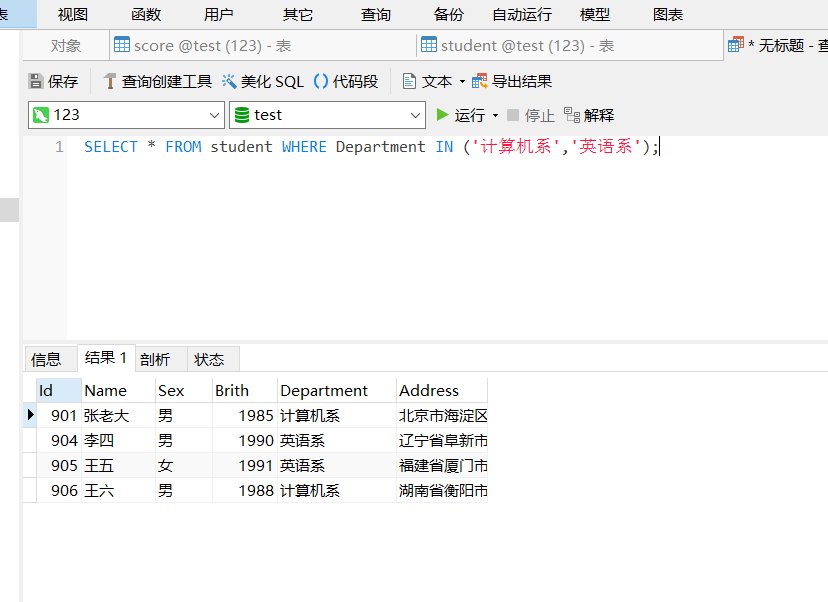 表 视图 函数 用户 其它 查询 备份 自动运行 模型 图表
对象 score @test (123) - 表 student @test (123) - 表 * 无标题 - 查
保存 查询创建工具 美化 SQL () 代码段 文本 导出结果
123 test 运行 停止 解释
1 SELECT * FROM student WHERE Department IN ('计算机系','英语系');
信息 结果 1 剖析 状态
Id Name Sex Brith Department Address
901 张老大 男 1985 计算机系 北京市海淀区
904 李四 男 1990 英语系 辽宁省阜新市
905 王五 女 1991 英语系 福建省厦门市
906 王六 男 1988 计算机系 湖南省衡阳市